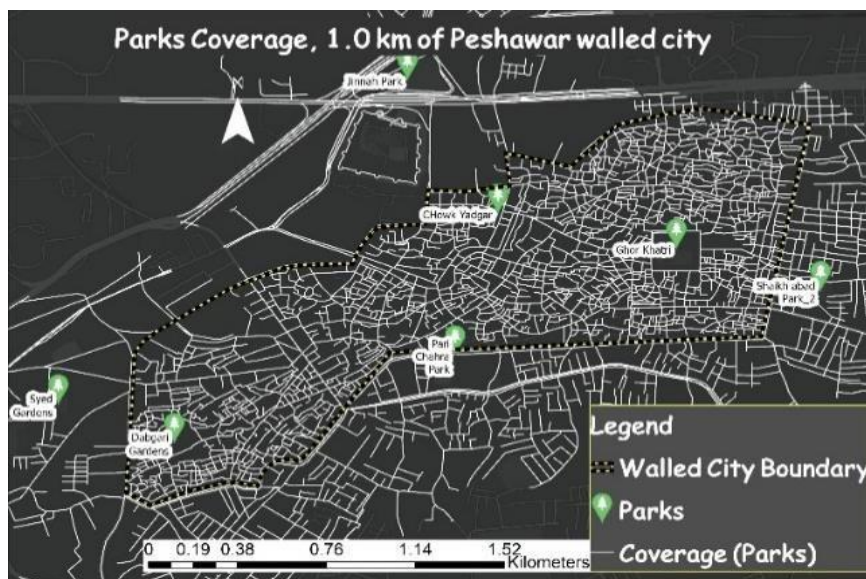 Parks Coverage, 1.0 km of Peshawar walled city
Jinnah Park
N
CHowk Yadgar
Ghor Khatri
Shaikh abad
Park_2
Pari
Chehra
Park
Syed
Gardens
Dabgari
Gardens
Legend
Walled City Boundary
Parks
Coverage (Parks)
0 0.19 0.38 0.76 1.14 1.52
Kilometers